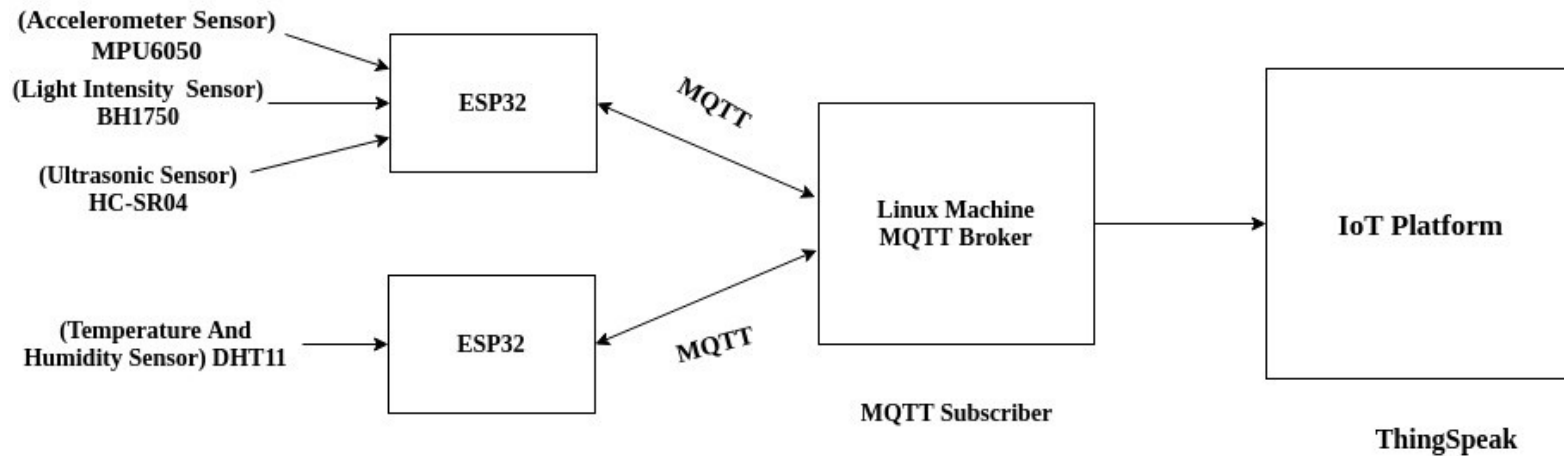 (Accelerometer Sensor)
MPU6050
(Light Intensity Sensor)
BH1750
(Ultrasonic Sensor)
HC-SR04
ESP32
MQTT
(Temperature And
Humidity Sensor) DHT11
ESP32
MQTT
Linux Machine
MQTT Broker
MQTT Subscriber
IoT Platform
ThingSpeak